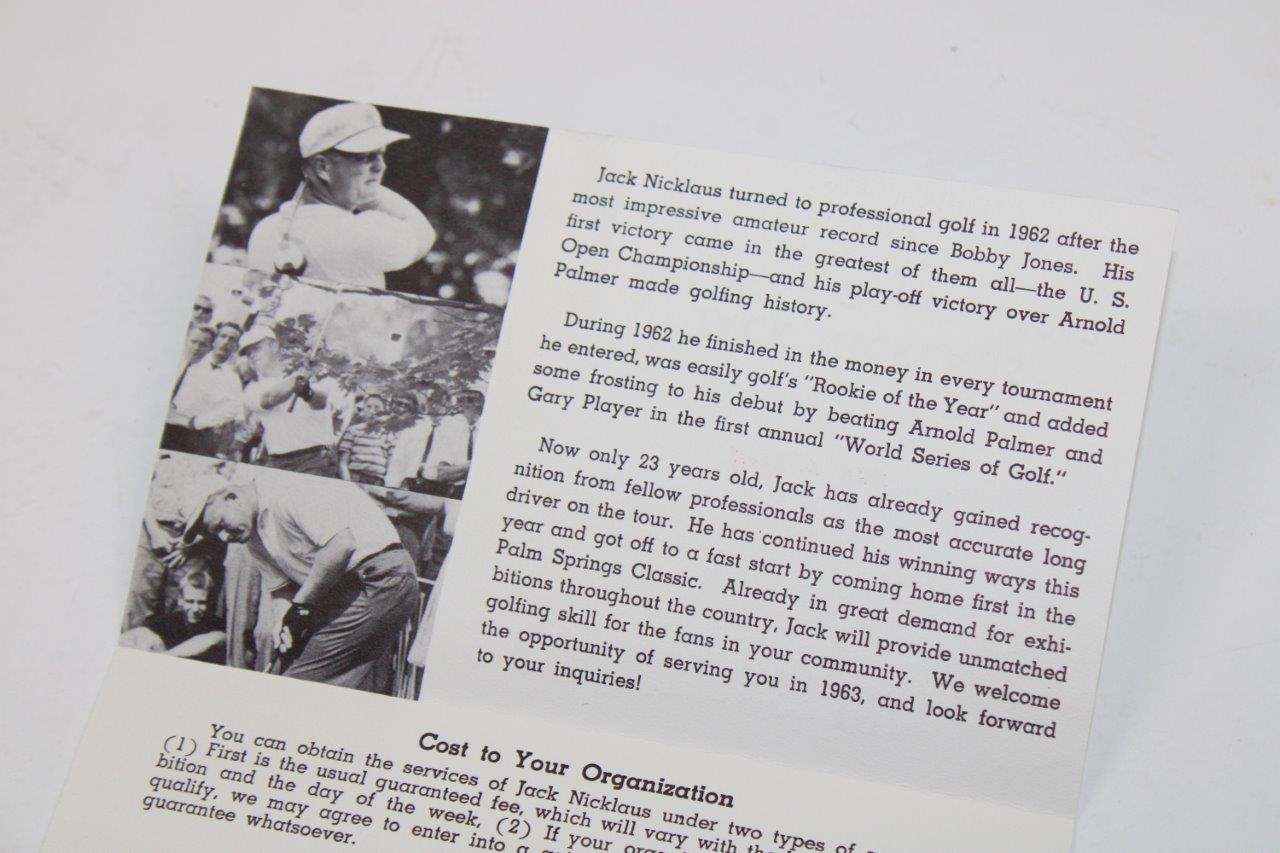 Jack Nicklaus turned to professional golf in 1962 after the
most impressive amateur record since Bobby Jones. His
first victory came in the greatest of them all—the U. S.
Open Championship—and his play-off victory over Arnold
Palmer made golfing history.
During 1962 he finished in the money in every tournament
he entered, was easily golf's "Rookie of the Year" and added
some frosting to his debut by beating Arnold Palmer and
Gary Player in the first annual "World Series of Golf."
Now only 23 years old, Jack has already gained recog-
nition from fellow professionals as the most accurate long
driver on the tour. He has continued his winning ways this
year and got off to a fast start by coming home first in the
Palm Springs Classic. Already in great demand for exhi-
bitions throughout the country, Jack will provide unmatched
golfing skill for the fans in your community. We welcome
the opportunity of serving you in 1963, and look forward
to your inquiries!
Cost to Your Organization
You can obtain the services of Jack Nicklaus under two types of
(1) First is the usual guaranteed fee, which will vary with the
bition and the day of the week, (2) If your
qualify, we may agree to enter into a
guarantee whatsoever.